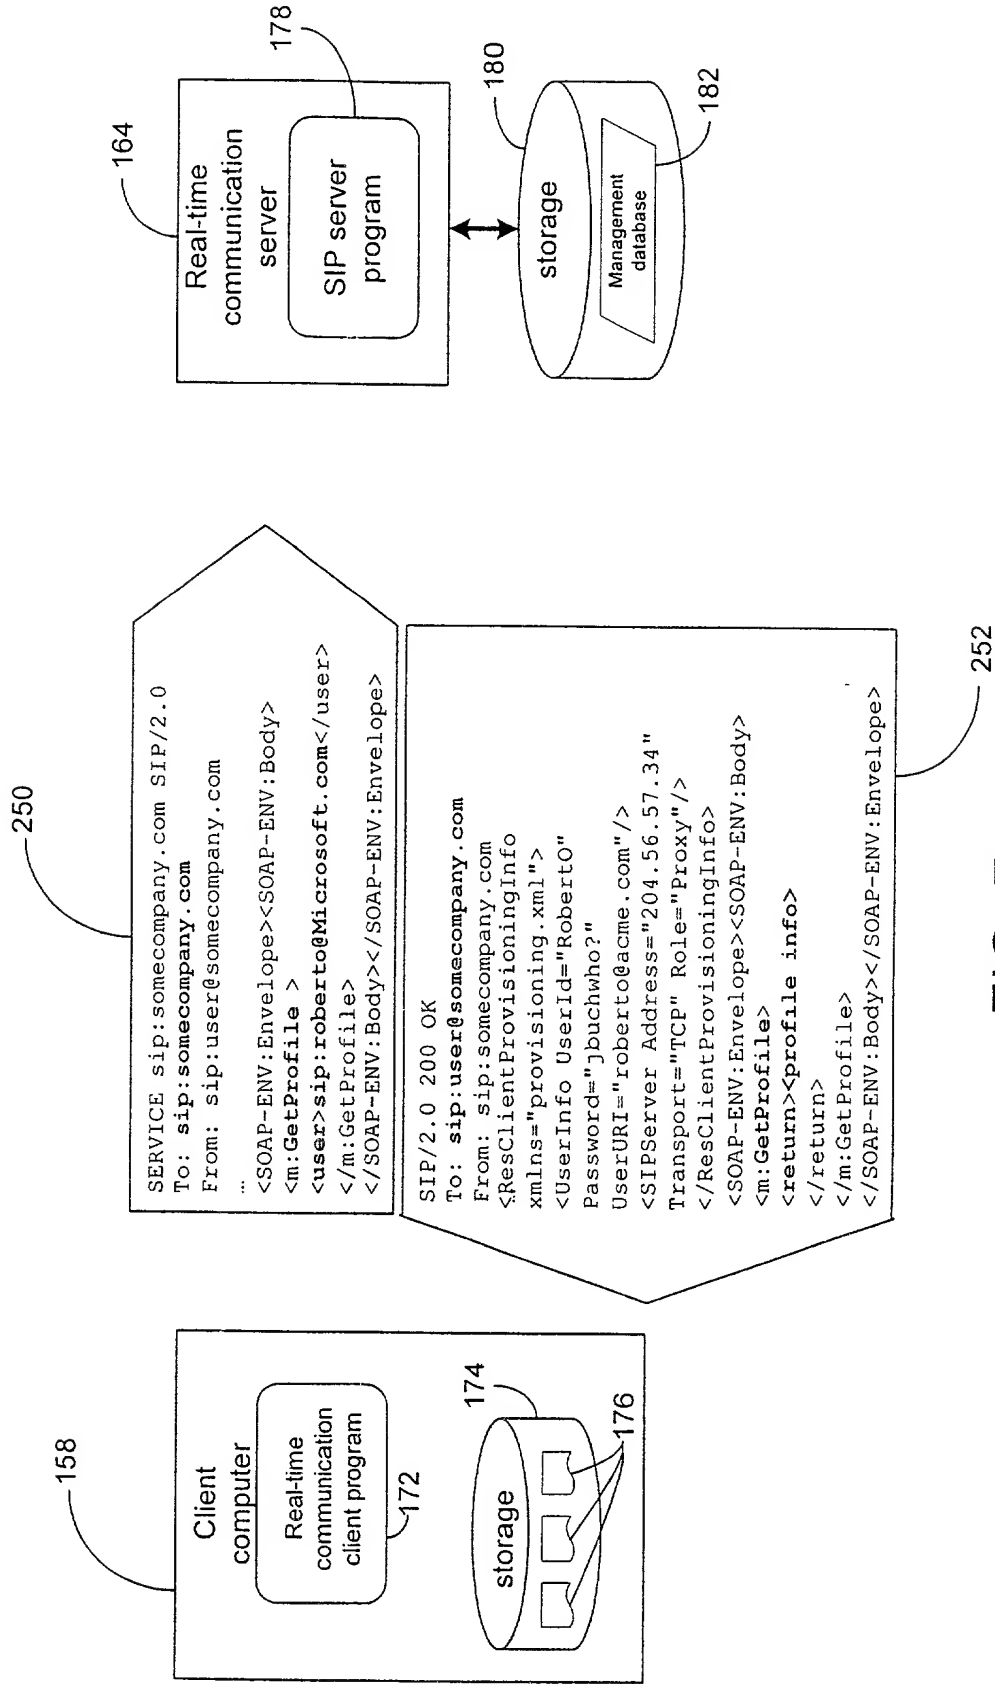 158
Client
computer
Real-time
communication
client program
172
storage
174
176
250
SERVICE sip:somecompany.com SIP/2.0
To: sip:somecompany.com
From: sip:user@somecompany.com
…
<SOAP-ENV:Envelope><SOAP-ENV:Body>
<m:GetProfile >
<user>sip:roberto@Microsoft.com</user>
</m:GetProfile>
</SOAP-ENV:Body></SOAP-ENV:Envelope>
SIP/2.0 200 OK
To: sip:user@somecompany.com
From: sip:somecompany.com
<ResClientProvisioningInfo
xmlns="provisioning.xml">
<UserInfo UserId="RobertO"
Password="jbuchwho?"
UserURI="roberto@acme.com"/>
<SIPServer Address="204.56.57.34"
Transport="TCP" Role="Proxy"/>
</ResClientProvisioningInfo>
<SOAP-ENV:Envelope><SOAP-ENV:Body>
<m:GetProfile>
<return><profile info>
</return>
</m:GetProfile>
</SOAP-ENV:Body></SOAP-ENV:Envelope>
252
164
Real-time
communication
server
178
SIP server
program
180
storage
Management
database
182